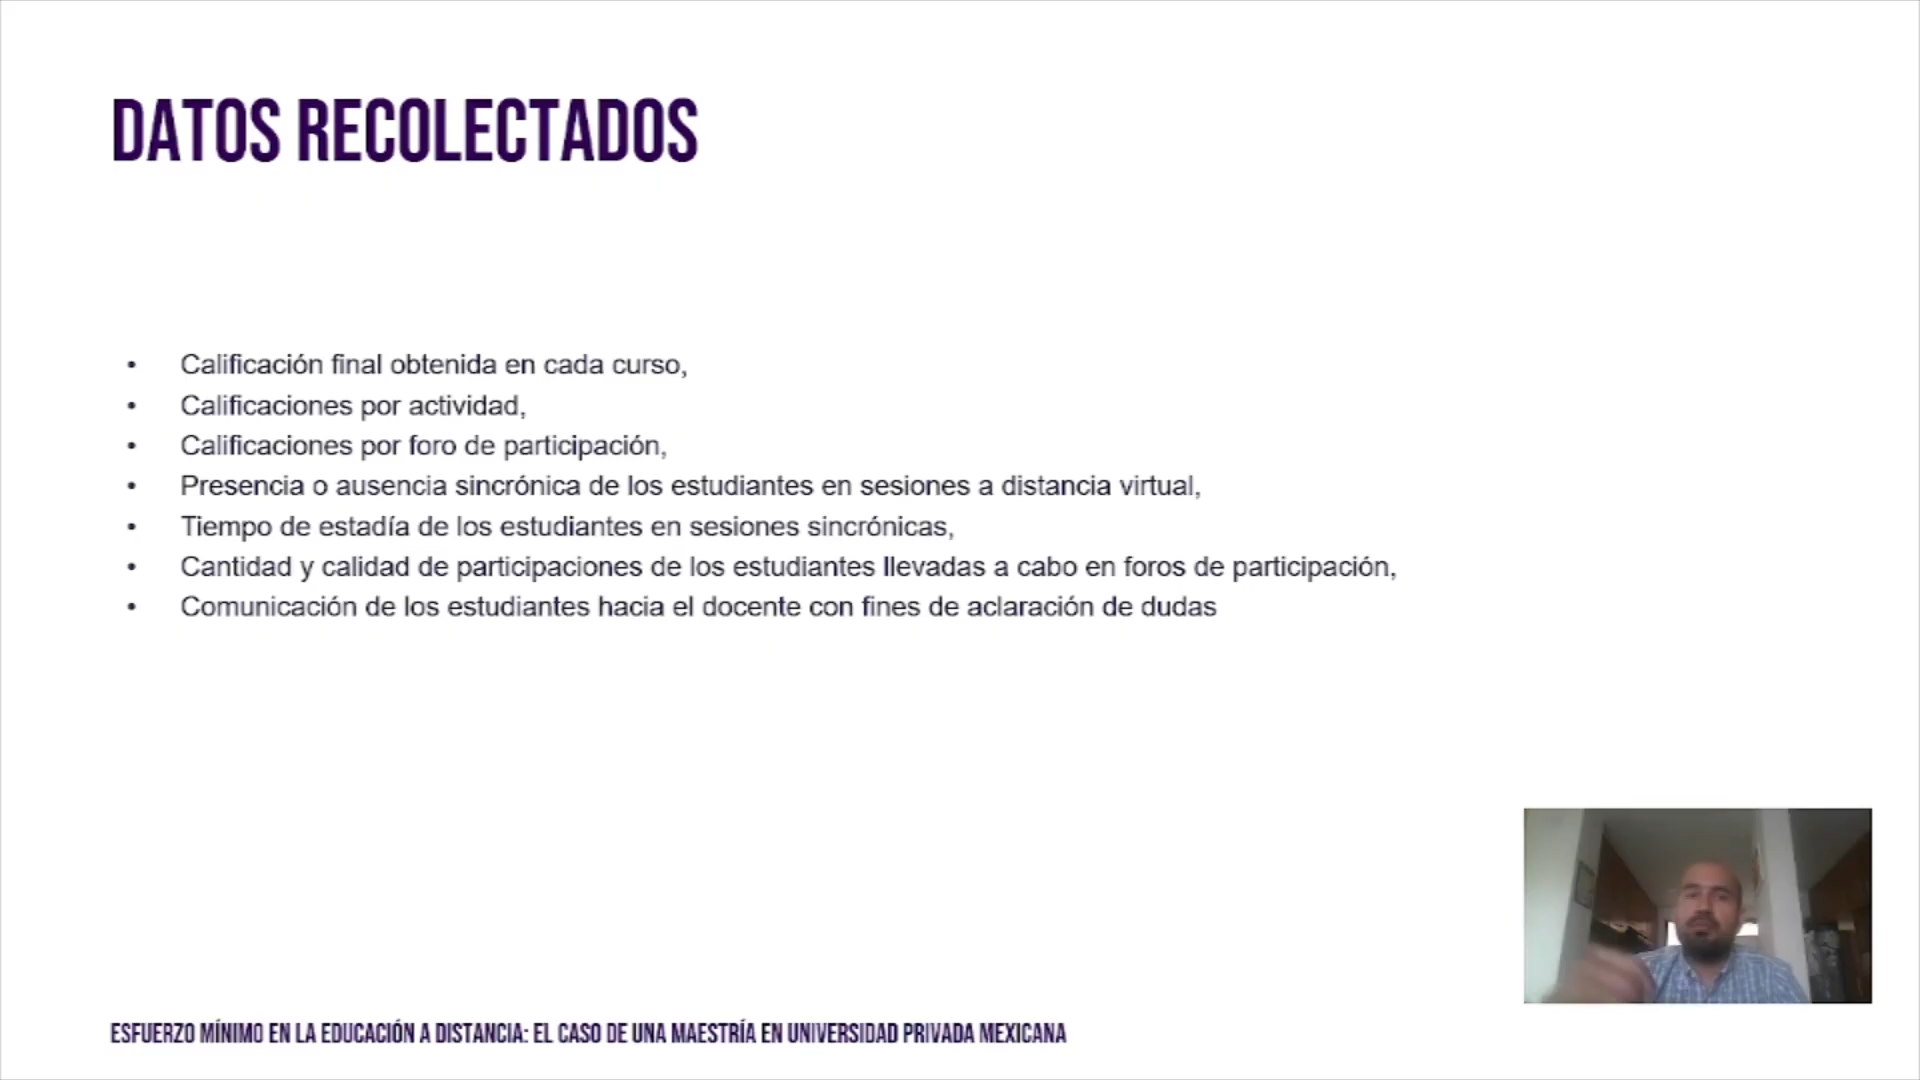 DATOS RECOLECTADOS
• Calificación final obtenida en cada curso,
• Calificaciones por actividad,
• Calificaciones por foro de participación,
• Presencia o ausencia sincrónica de los estudiantes en sesiones a distancia virtual,
• Tiempo de estadía de los estudiantes en sesiones sincrónicas,
• Cantidad y calidad de participaciones de los estudiantes llevadas a cabo en foros de participación,
• Comunicación de los estudiantes hacia el docente con fines de aclaración de dudas
ESFUERZO MÍNIMO EN LA EDUCACIÓN A DISTANCIA: EL CASO DE UNA MAESTRÍA EN UNIVERSIDAD PRIVADA MEXICANA